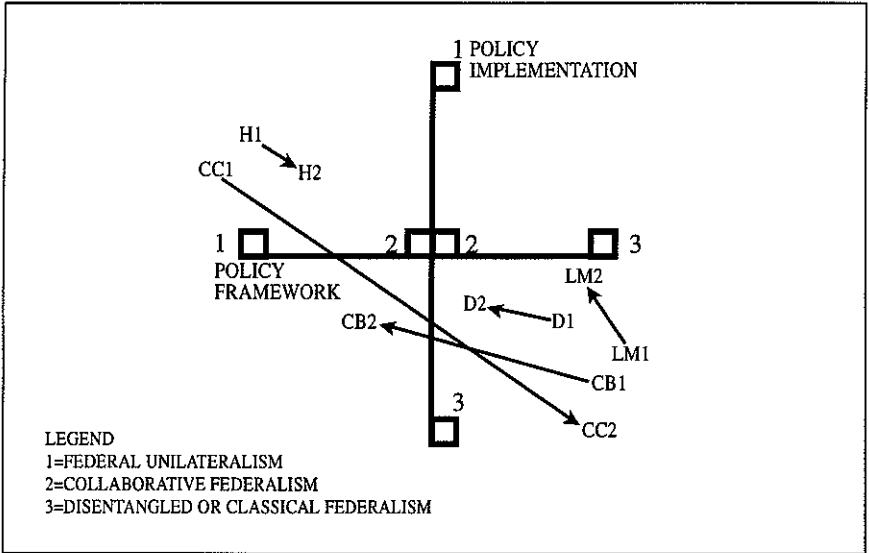 1 POLICY
IMPLEMENTATION
H1
H2
CC1
1
2
2
3
POLICY
FRAMEWORK
LM2
D2
D1
CB2
LM1
CB1
3
CC2
LEGEND
1=FEDERAL UNILATERALISM
2=COLLABORATIVE FEDERALISM
3=DISENTANGLED OR CLASSICAL FEDERALISM